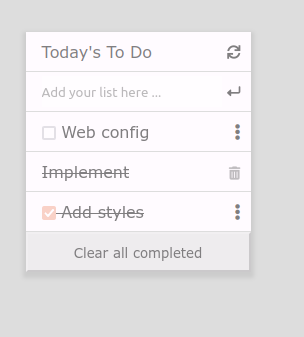 Today's To Do
Add your list here ...
Web config
Implement
Add styles
Clear all completed